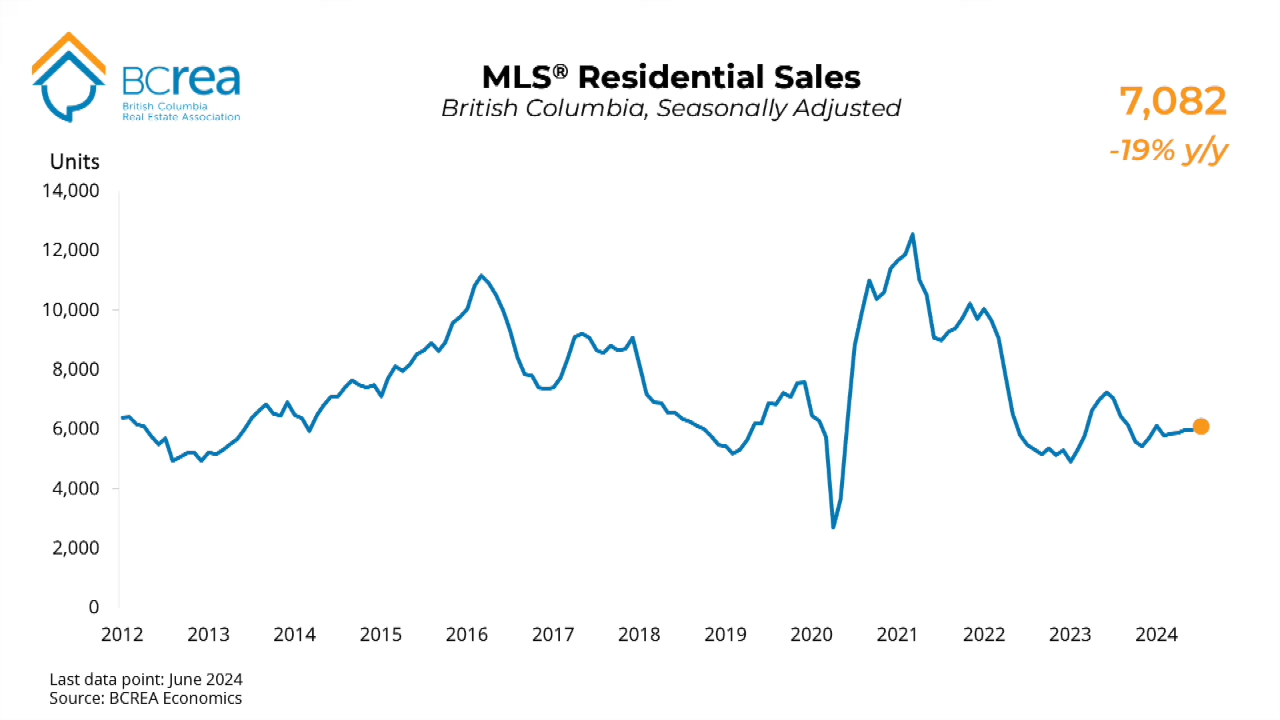 BCrea
British Columbia
Real Estate Association
MLS® Residential Sales
British Columbia, Seasonally Adjusted
7,082
-19% y/y
Units
14,000
12,000
10,000
8,000
6,000
4,000
2,000
0
2012 2013 2014 2015 2016 2017 2018 2019 2020 2021 2022 2023 2024
Last data point: June 2024
Source: BCREA Economics